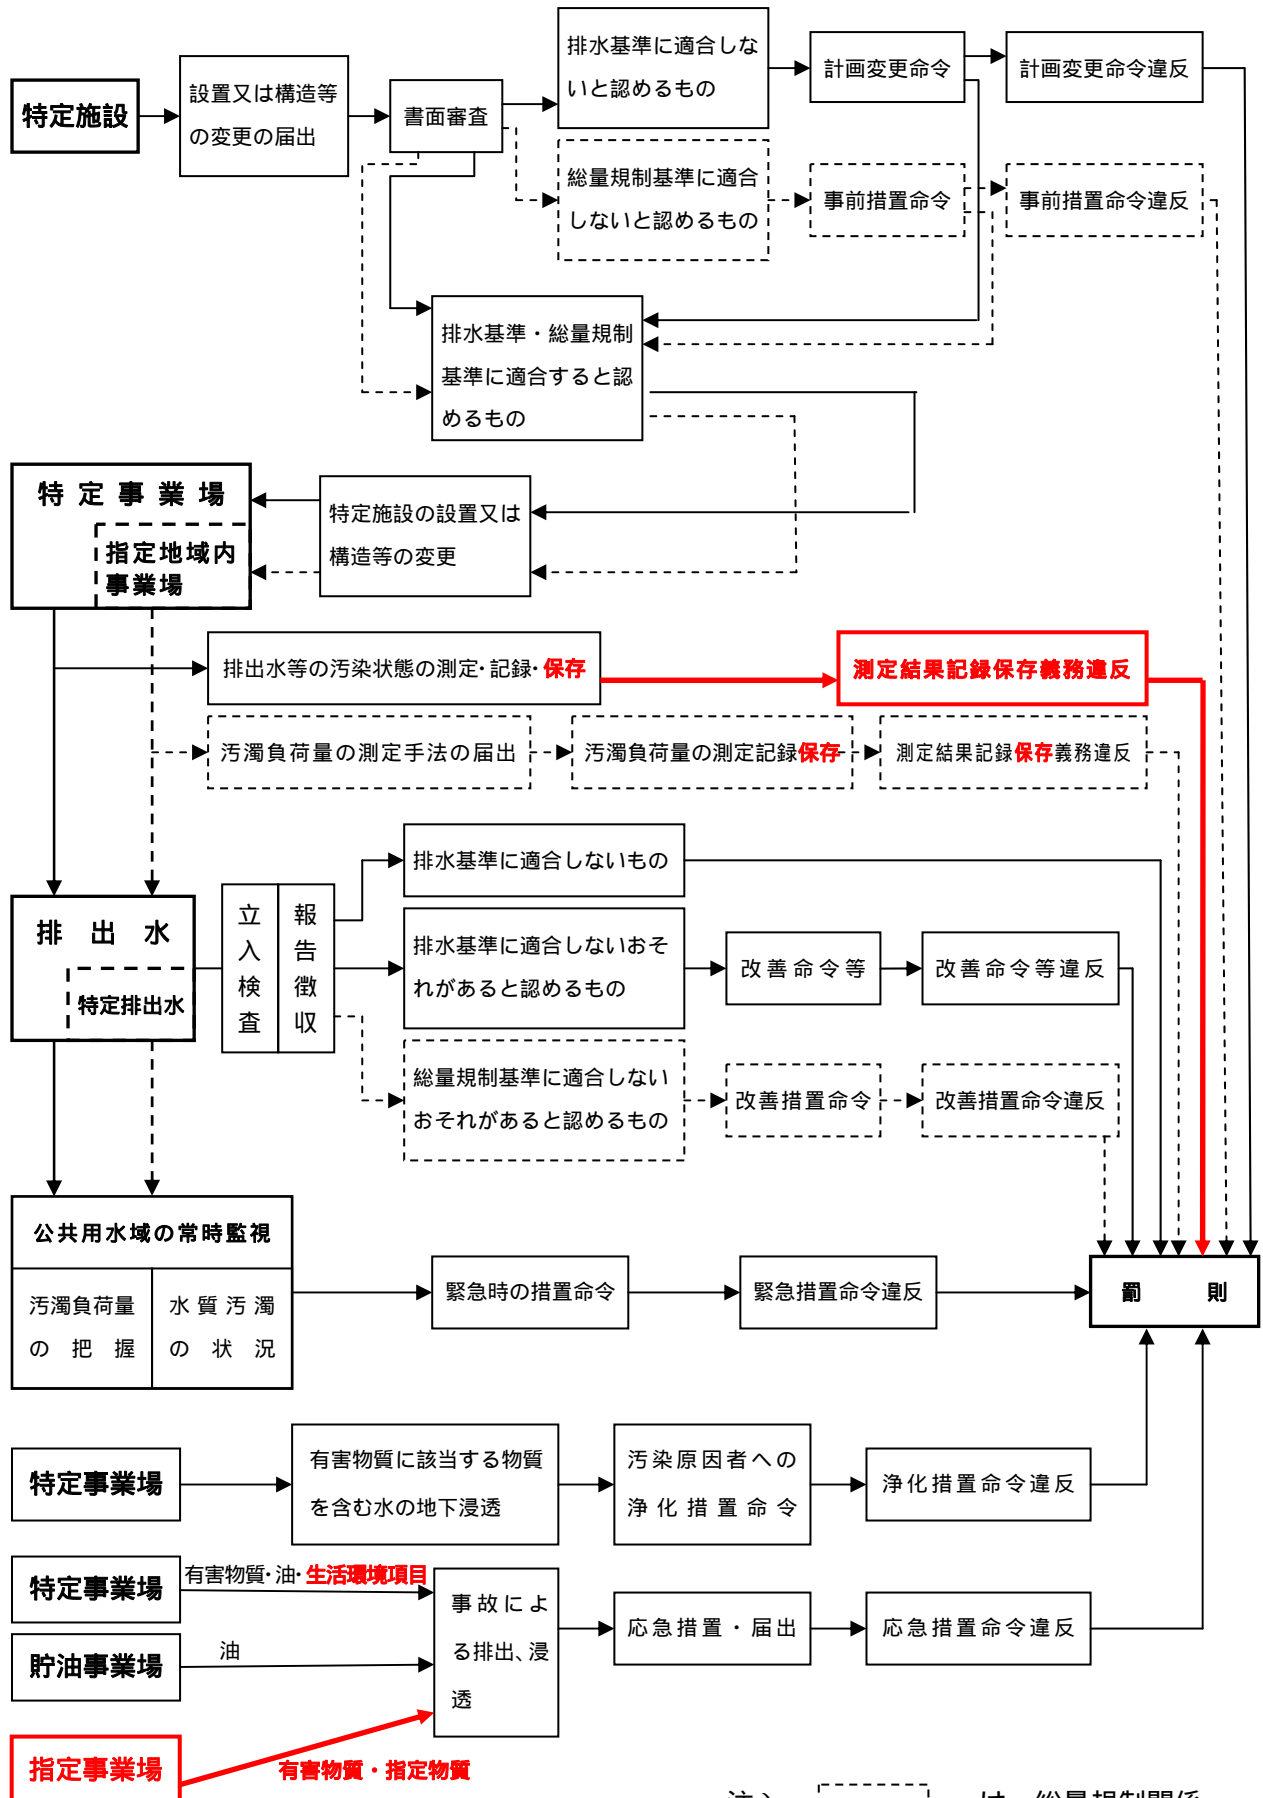 特定施設
設置又は構造等
の変更の届出
書面審査
排水基準に適合しな
いと認めるもの
計画変更命令
計画変更命令違反
総量規制基準に適合
しないと認めるもの
事前措置命令
事前措置命令違反
排水基準・総量規制
基準に適合すると認
めるもの
特定事業場
指定地域内
事業場
特定施設の設置又は
構造等の変更
排出水等の汚染状態の測定・記録・保存
測定結果記録保存義務違反
汚濁負荷量の測定手法の届出
汚濁負荷量の測定記録保存
測定結果記録保存義務違反
排水基準に適合しないもの
排出水
特定排出水
立入検査
報告徴収
排水基準に適合しないおそ
れがあると認めるもの
改善命令等
改善命令等違反
総量規制基準に適合しない
おそれがあると認めるもの
改善措置命令
改善措置命令違反
公共用水域の常時監視
汚濁負荷量
の把握
水質汚濁
の状況
緊急時の措置命令
緊急措置命令違反
罰則
特定事業場
有害物質に該当する物質
を含む水の地下浸透
汚染原因者への
浄化措置命令
浄化措置命令違反
特定事業場
有害物質・油・生活環境項目
事故によ
る排出、浸
透
応急措置・届出
応急措置命令違反
貯油事業場
油
指定事業場
有害物質・指定物質